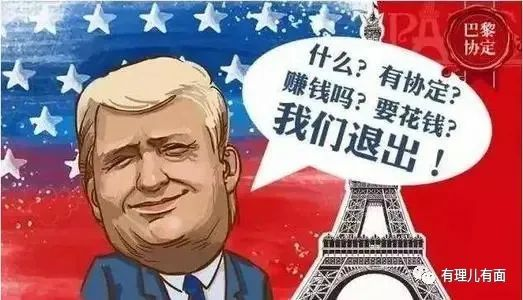 巴黎
协定
什么？有协定？
赚钱吗？要花钱？
我们退出！
有理儿有面